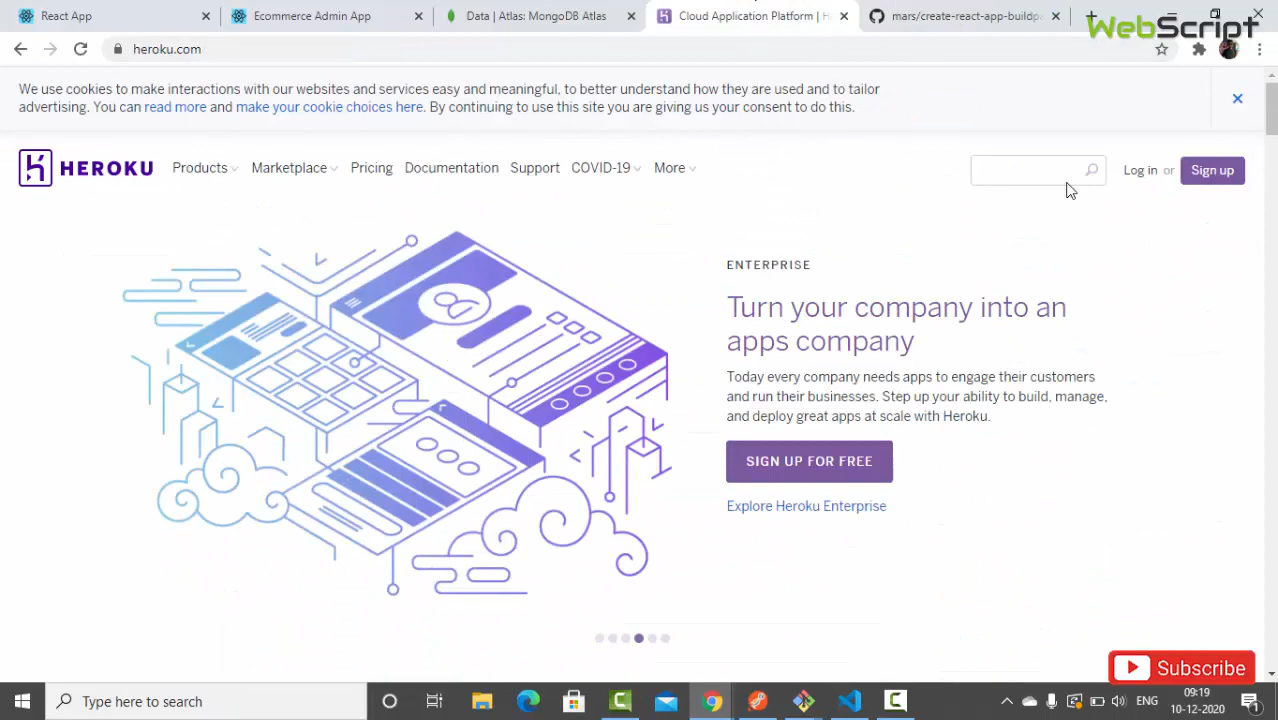 React App
Ecommerce Admin App
Data | Atlas: MongoDB Atlas
Cloud Application Platform | H
mars/create-react-app-buildp
WebScript
heroku.com
We use cookies to make interactions with our websites and services easy and meaningful, to better understand how they are used and to tailor
advertising. You can read more and make your cookie choices here. By continuing to use this site you are giving us your consent to do this.
HEROKU
Products
Marketplace
Pricing
Documentation
Support
COVID-19
More
Log in or
Sign up
ENTERPRISE
Turn your company into an
apps company
Today every company needs apps to engage their customers
and run their businesses. Step up your ability to build, manage,
and deploy great apps at scale with Heroku.
SIGN UP FOR FREE
Explore Heroku Enterprise
Subscribe
Type here to search
ENG
09:19
10-12-2020